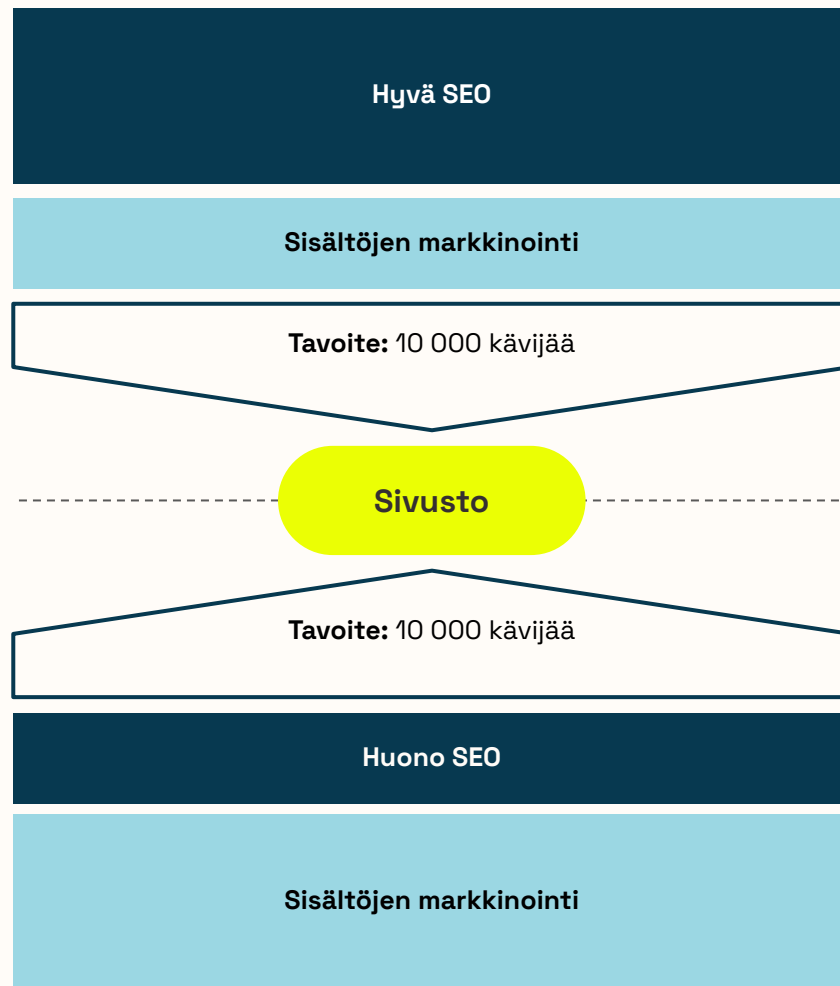 Hyvä SEO
Sisältöjen markkinointi
Tavoite: 10 000 kävijää
Sivusto
Tavoite: 10 000 kävijää
Huono SEO
Sisältöjen markkinointi